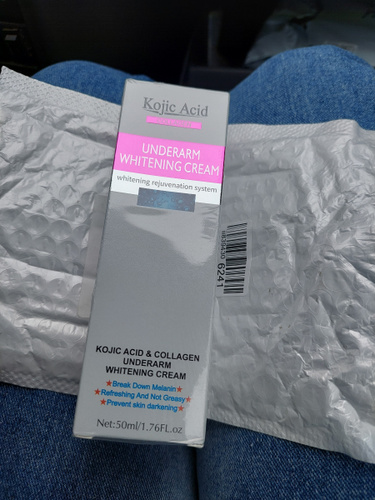 Kojic Acid
UNDERARM
WHITENING CREAM
whitening rejuvenation system
KOJIC ACID & COLLAGEN
UNDERARM
WHITENING CREAM
★Break Down Melanin★
★Refreshing And Not Greasy★
★Prevent skin darkening★
Net:50ml/1.76FL.oz
6241